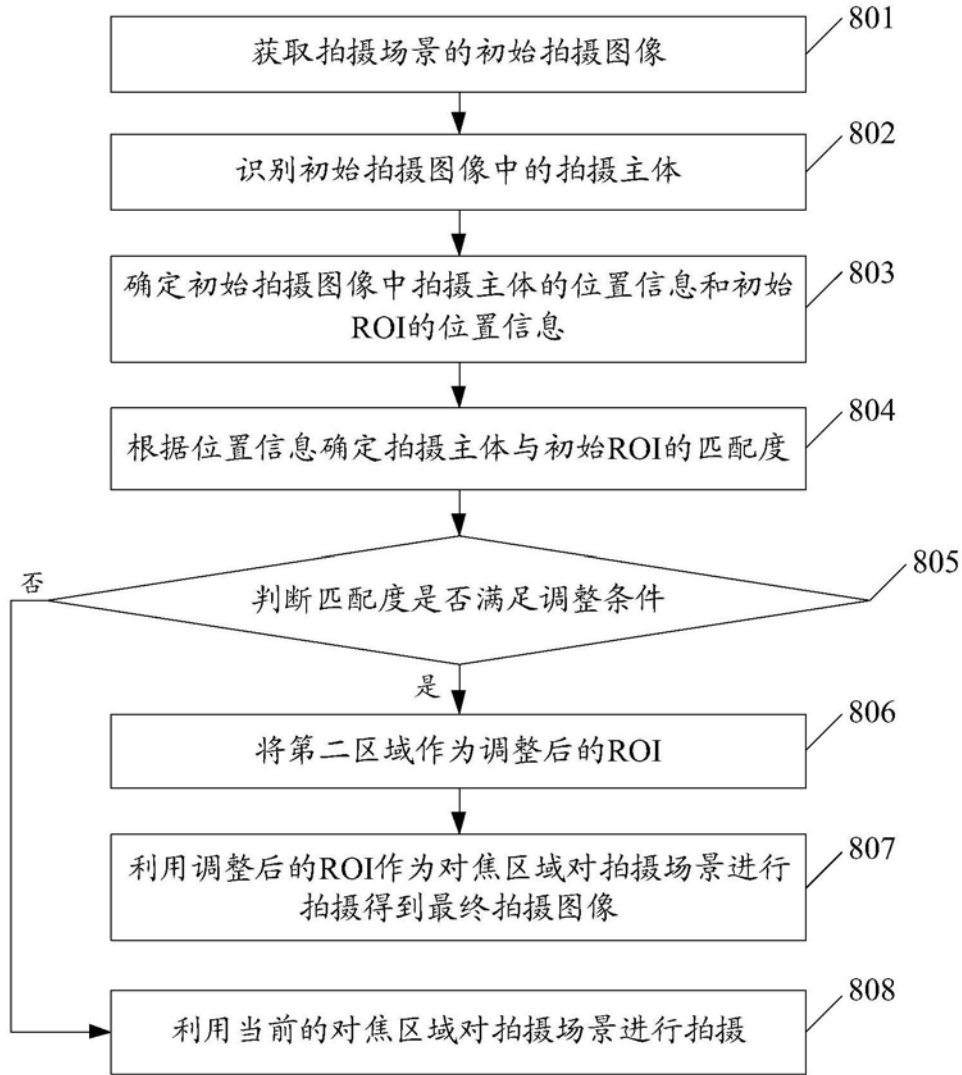 801
获取拍摄场景的初始拍摄图像
802
识别初始拍摄图像中的拍摄主体
803
确定初始拍摄图像中拍摄主体的位置信息和初始
ROI的位置信息
804
根据位置信息确定拍摄主体与初始ROI的匹配度
805
否
判断匹配度是否满足调整条件
是
806
将第二区域作为调整后的ROI
807
利用调整后的ROI作为对焦区域对拍摄场景进行
拍摄得到最终拍摄图像
808
利用当前的对焦区域对拍摄场景进行拍摄